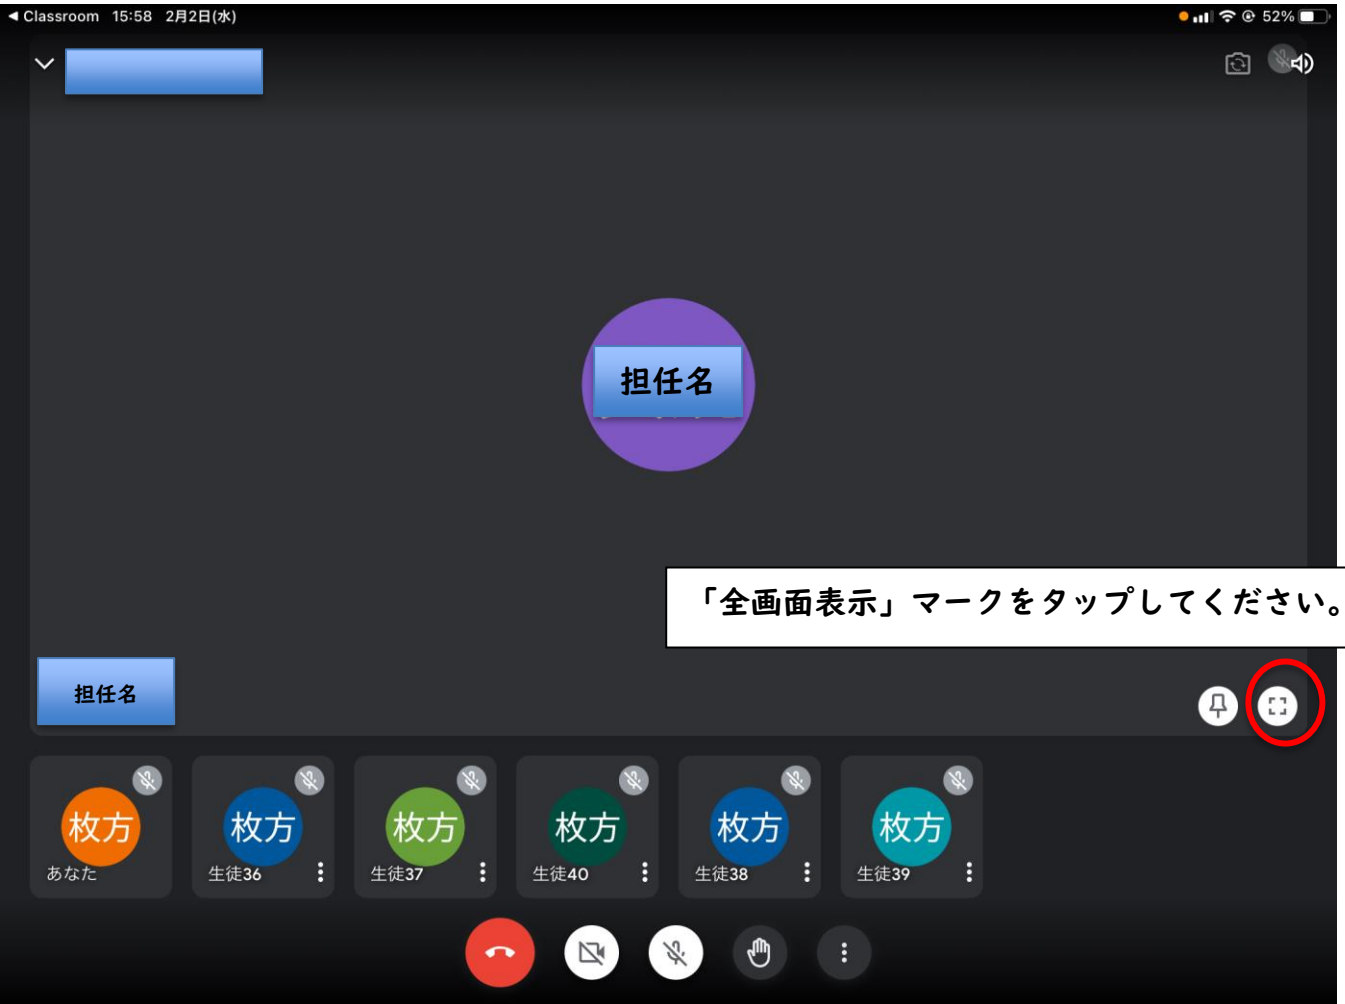 Classroom 15:58 2月2日(水)
52%
担任名
「全画面表示」マークをタップしてください。
担任名
枚方
枚方
枚方
枚方
枚方
枚方
あなた
生徒36
生徒37
生徒40
生徒38
生徒39